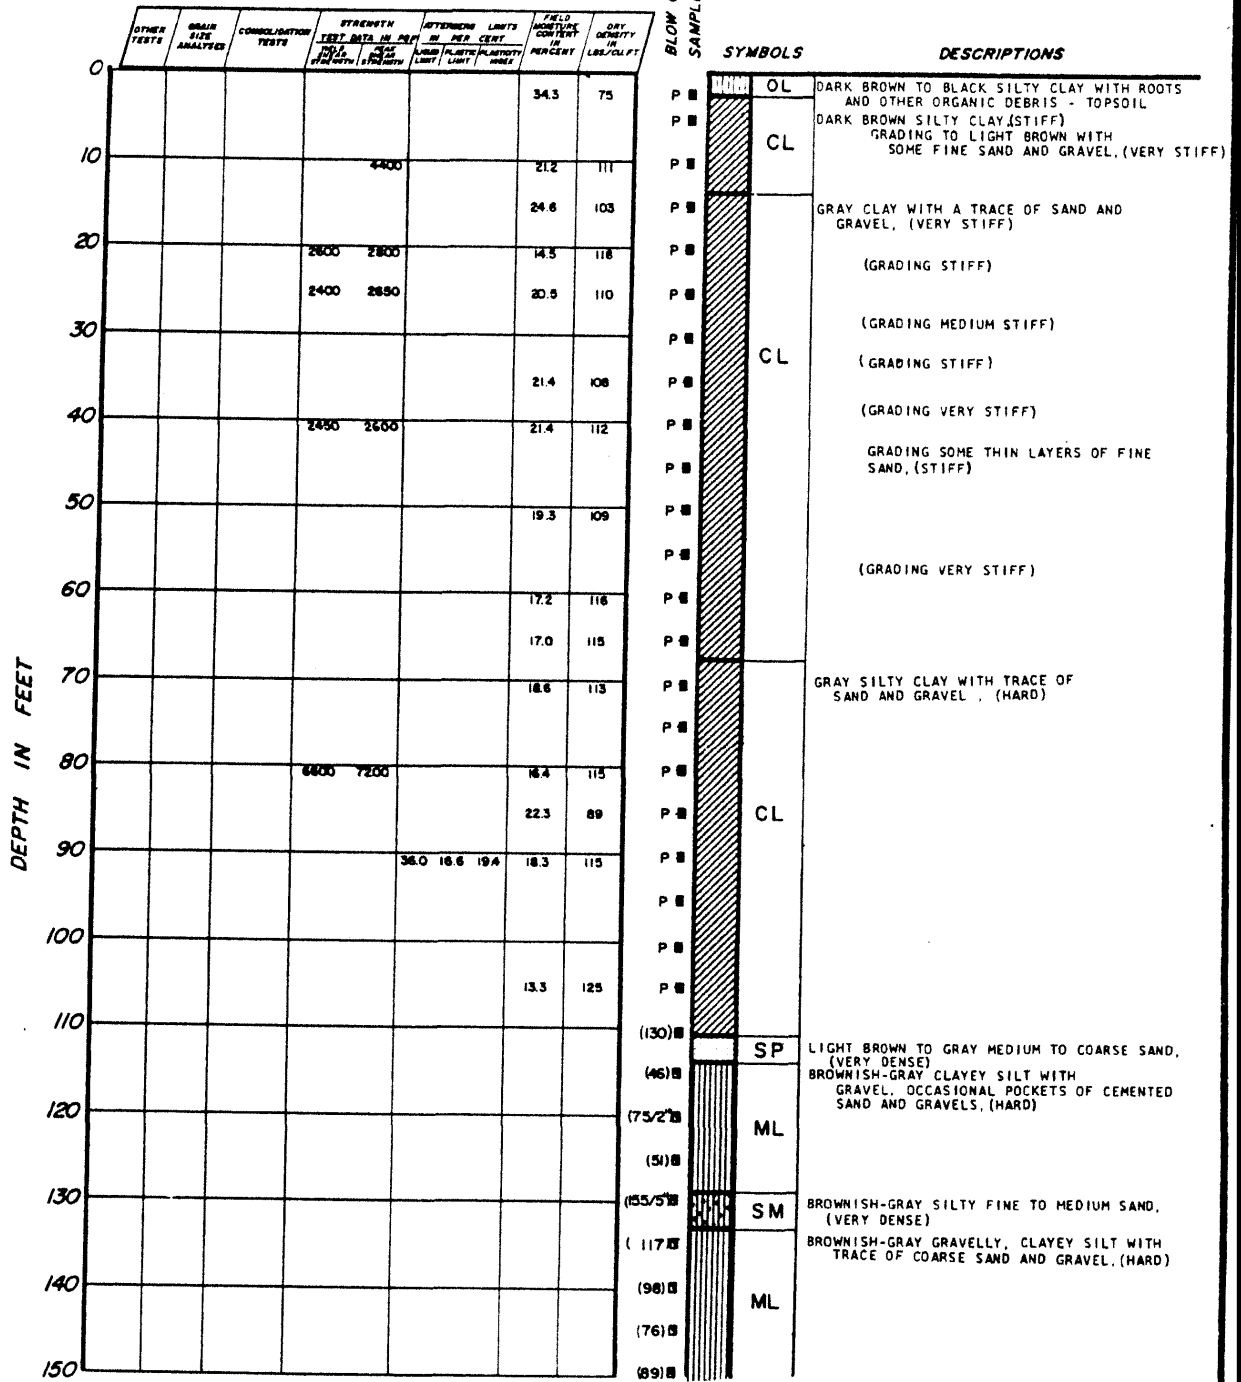 OTHER TESTS
GRAIN SIZE ANALYSES
CONSOLIDATION TESTS
STRENGTH TEST DATA IN PSF
YIELD SHEAR STRENGTH
PEAK SHEAR STRENGTH
ATTERBERG LIMITS IN PER CENT
LIQUID LIMIT
PLASTIC LIMIT
PLASTICITY INDEX
FIELD MOISTURE CONTENT IN PERCENT
DRY DENSITY IN LBS/CU.FT
BLOW
SAMPL
SYMBOLS
DESCRIPTIONS
DEPTH IN FEET
0
34.3 75 P
OL
DARK BROWN TO BLACK SILTY CLAY WITH ROOTS
AND OTHER ORGANIC DEBRIS - TOPSOIL
P
CL
DARK BROWN SILTY CLAY,(STIFF)
GRADING TO LIGHT BROWN WITH
SOME FINE SAND AND GRAVEL,(VERY STIFF)
10
4400 21.2 111 P
24.6 103 P
GRAY CLAY WITH A TRACE OF SAND AND
GRAVEL, (VERY STIFF)
20
2600 2800 14.5 118 P
(GRADING STIFF)
2400 2650 20.5 110 P
30
(GRADING MEDIUM STIFF)
P
CL
(GRADING STIFF)
21.4 108 P
40
(GRADING VERY STIFF)
2450 2600 21.4 112 P
GRADING SOME THIN LAYERS OF FINE
SAND,(STIFF)
P
50
19.3 109 P
P
(GRADING VERY STIFF)
60
17.2 116 P
17.0 115 P
70
18.6 113 P
GRAY SILTY CLAY WITH TRACE OF
SAND AND GRAVEL , (HARD)
P
80
6600 7200 16.4 115 P
22.3 89 P
CL
90
36.0 16.6 19.4 18.3 115 P
P
100
P
13.3 125 P
110
(130)
SP
LIGHT BROWN TO GRAY MEDIUM TO COARSE SAND,
(VERY DENSE)
(46)
BROWNISH-GRAY CLAYEY SILT WITH
GRAVEL, OCCASIONAL POCKETS OF CEMENTED
SAND AND GRAVELS, (HARD)
120
(75/2"
ML
(51)
130
(155/5"
SM
BROWNISH-GRAY SILTY FINE TO MEDIUM SAND,
(VERY DENSE)
( 117
BROWNISH-GRAY GRAVELLY, CLAYEY SILT WITH
TRACE OF COARSE SAND AND GRAVEL,(HARD)
140
(98)
ML
(76)
150
(89)